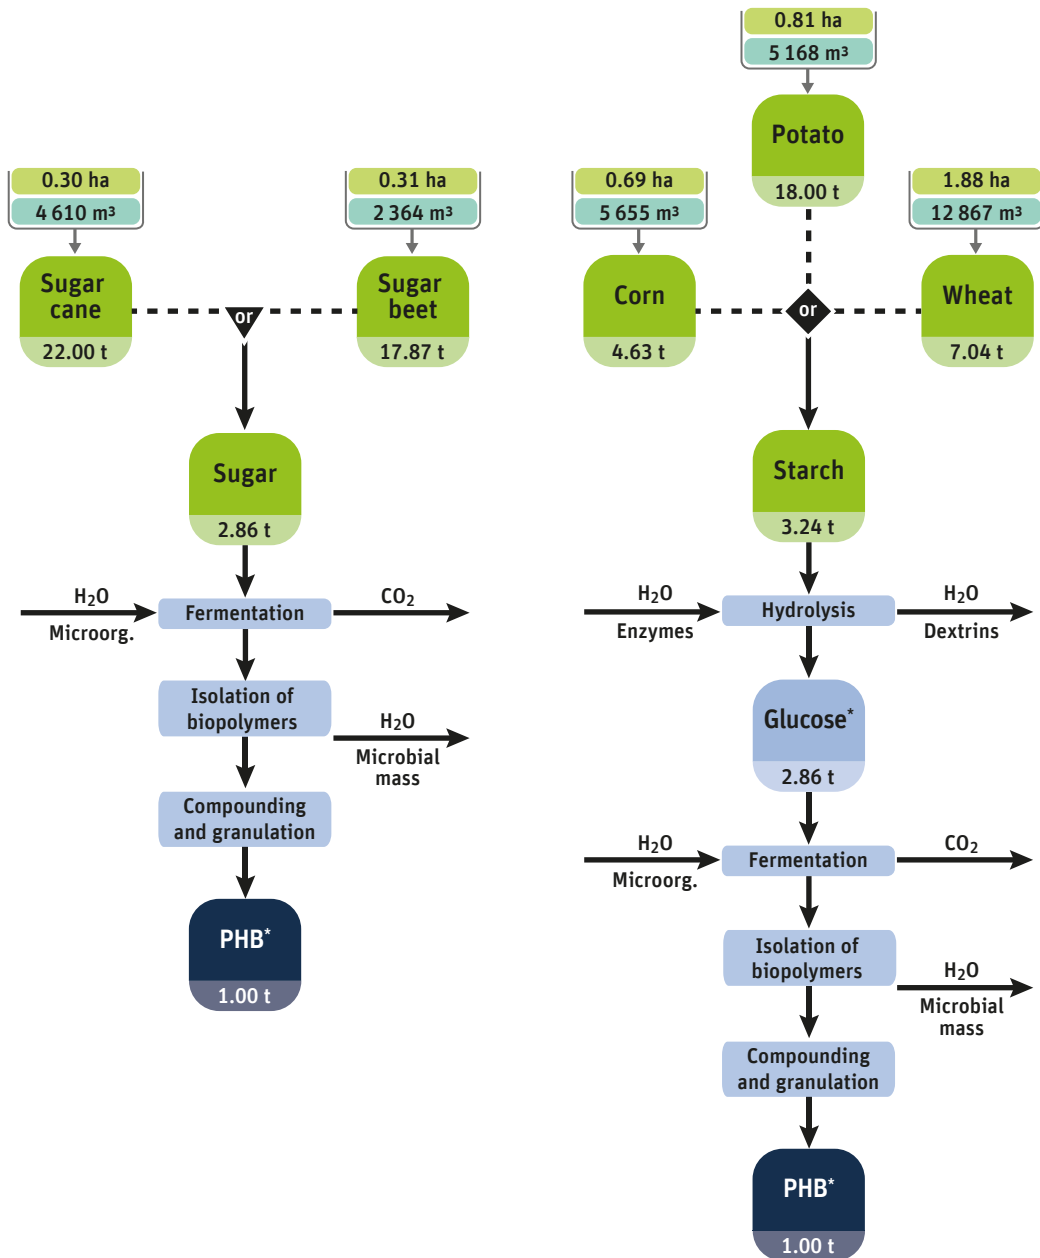 0.30 ha
4 610 m³
Sugar
cane
22.00 t
0.31 ha
2 364 m³
Sugar
beet
17.87 t
or
Sugar
2.86 t
H₂O
Microorg.
Fermentation
CO₂
Isolation of
biopolymers
H₂O
Microbial
mass
Compounding
and granulation
PHB*
1.00 t
0.81 ha
5 168 m³
Potato
18.00 t
0.69 ha
5 655 m³
Corn
4.63 t
1.88 ha
12 867 m³
Wheat
7.04 t
or
Starch
3.24 t
H₂O
Enzymes
Hydrolysis
H₂O
Dextrins
Glucose*
2.86 t
H₂O
Microorg.
Fermentation
CO₂
Isolation of
biopolymers
H₂O
Microbial
mass
Compounding
and granulation
PHB*
1.00 t